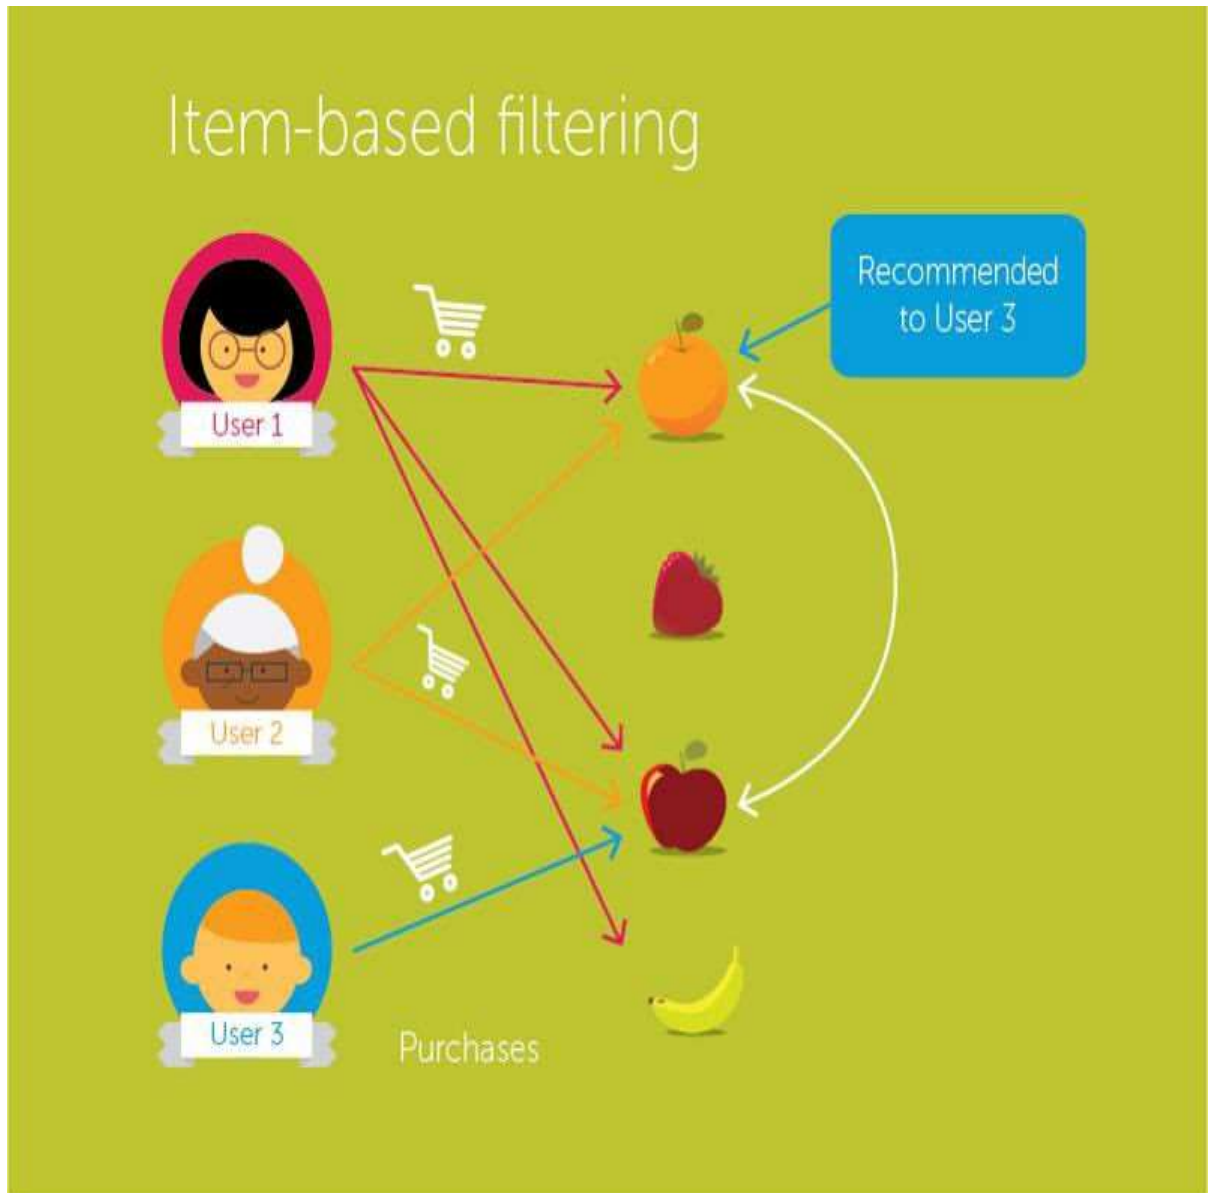 Item-based filtering
Recommended
to User 3
User 1
User 2
User 3
Purchases